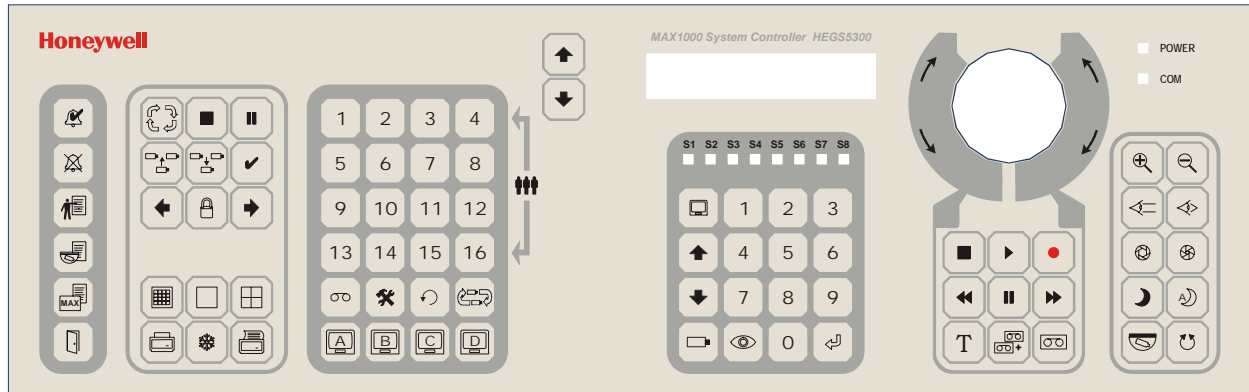 Honeywell
MAX1000 System Controller HEGS5300
POWER
COM
1 2 3 4
5 6 7 8
9 10 11 12
13 14 15 16
A B C D
MAX
S1 S2 S3 S4 S5 S6 S7 S8
1 2 3
4 5 6
7 8 9
0
T
A